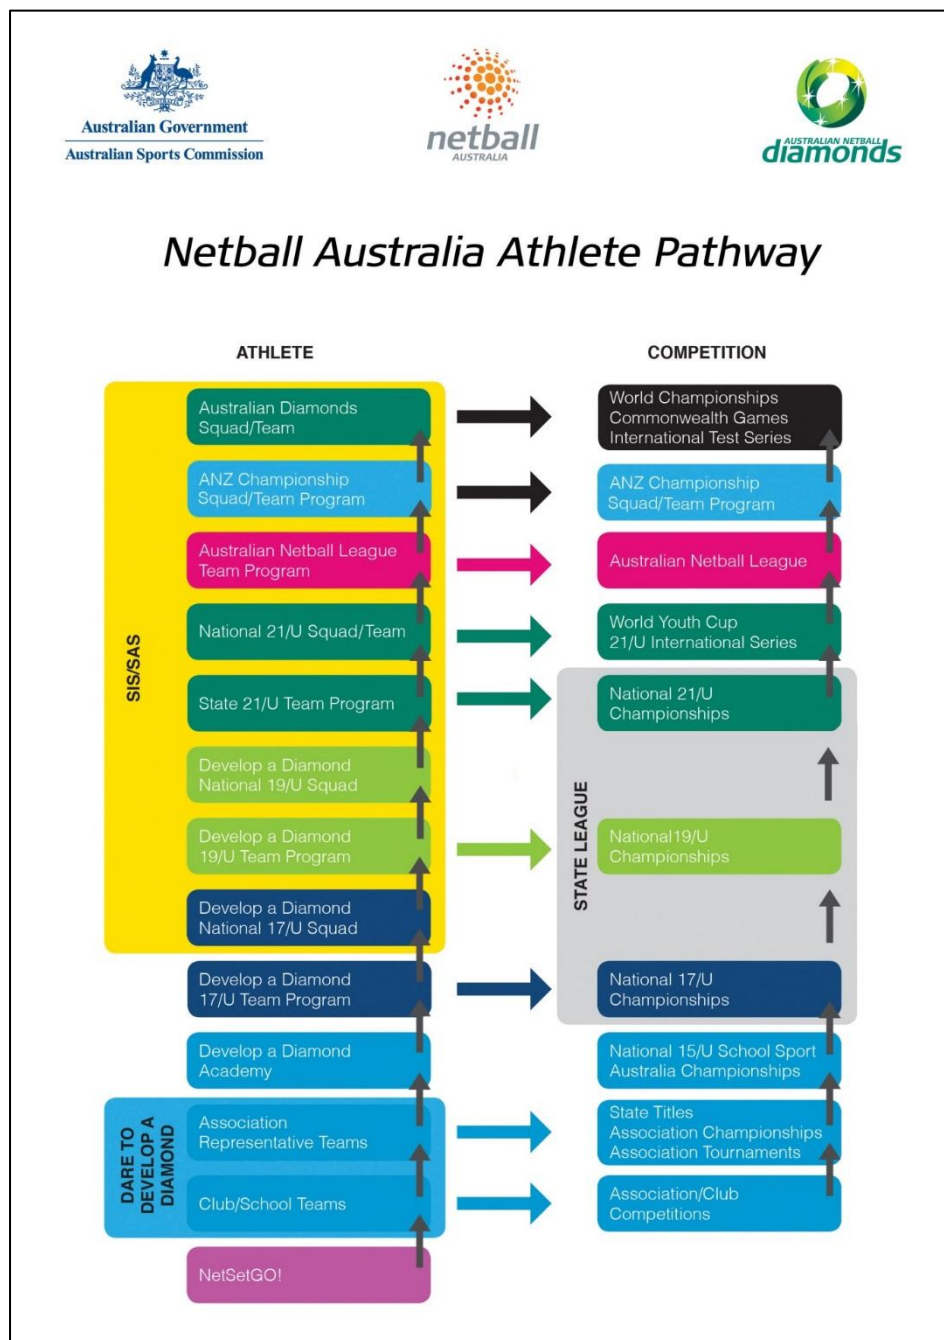 Australian Government
Australian Sports Commission
netball
AUSTRALIA
AUSTRALIAN NETBALL
diamonds
Netball Australia Athlete Pathway
ATHLETE
COMPETITION
SIS/SAS
Australian Diamonds
Squad/Team
World Championships
Commonwealth Games
International Test Series
ANZ Championship
Squad/Team Program
ANZ Championship
Squad/Team Program
Australian Netball League
Team Program
Australian Netball League
National 21/U Squad/Team
World Youth Cup
21/U International Series
State 21/U Team Program
STATE LEAGUE
National 21/U
Championships
Develop a Diamond
National 19/U Squad
Develop a Diamond
19/U Team Program
National19/U
Championships
Develop a Diamond
National 17/U Squad
Develop a Diamond
17/U Team Program
National 17/U
Championships
Develop a Diamond
Academy
National 15/U School Sport
Australia Championships
DARE TO
DEVELOP A
DIAMOND
Association
Representative Teams
State Titles
Association Championships
Association Tournaments
Club/School Teams
Association/Club
Competitions
NetSetGO!